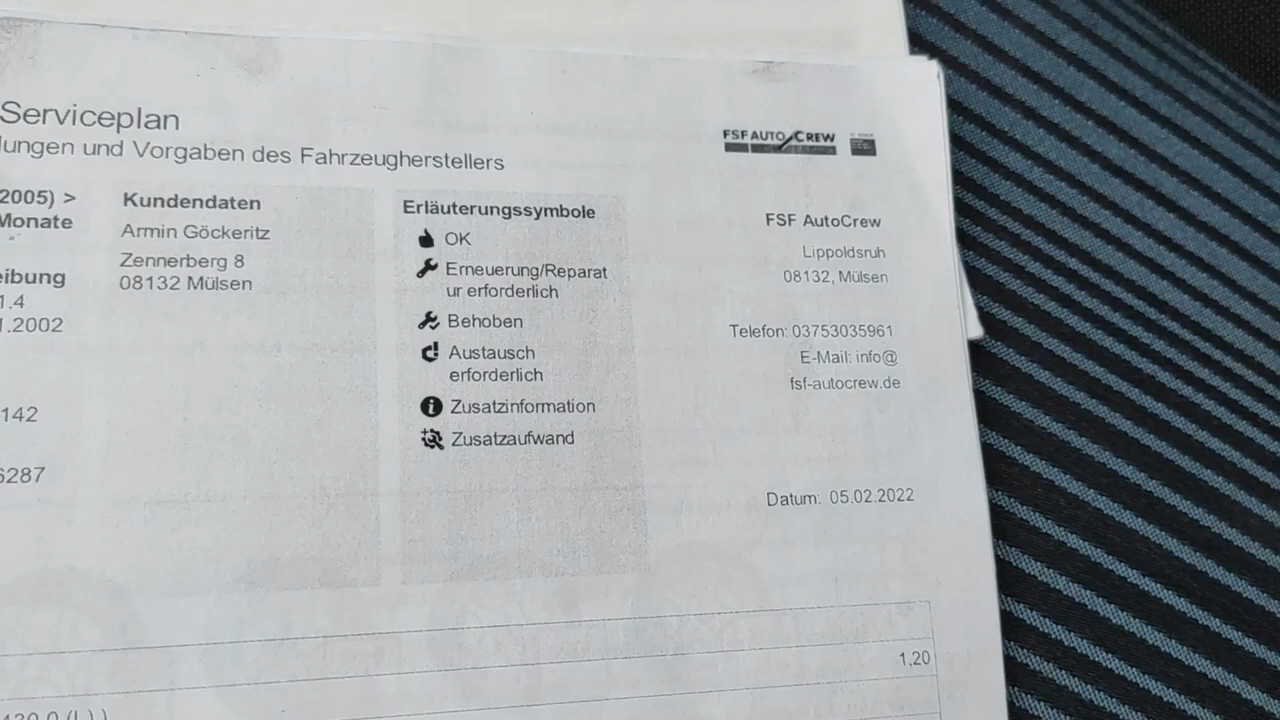 Serviceplan
lungen und Vorgaben des Fahrzeugherstellers
FSF AUTO CREW
2005) >
Monate
eibung
1.4
1.2002
142
6287
Kundendaten
Armin Göckeritz
Zennerberg 8
08132 Mülsen
Erläuterungssymbole
OK
Erneuerung/Reparat
ur erforderlich
Behoben
Austausch
erforderlich
Zusatzinformation
Zusatzaufwand
FSF AutoCrew
Lippoldsruh
08132, Mülsen
Telefon: 03753035961
E-Mail: info@
fsf-autocrew.de
Datum: 05.02.2022
1,20